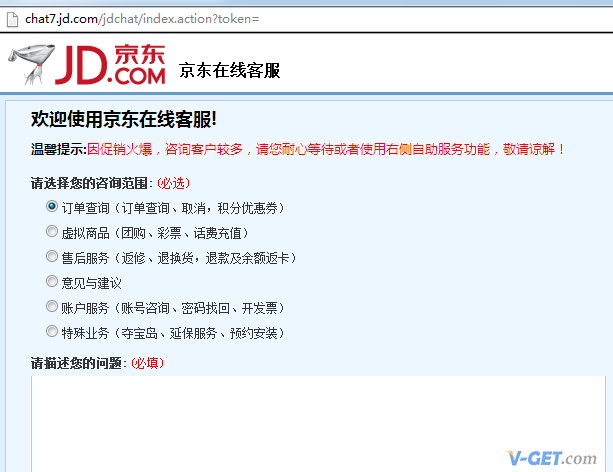 chat7.jd.com/jdchat/index.action?token=
JD.COM 京东 京东在线客服
欢迎使用京东在线客服!
温馨提示:因促销火爆，咨询客户较多，请您耐心等待或者使用右侧自助服务功能，敬请谅解！
请选择您的咨询范围: (必选)
订单查询（订单查询、取消，积分优惠券）
虚拟商品（团购、彩票、话费充值）
售后服务（返修、退换货，退款及余额返卡）
意见与建议
账户服务（账号咨询、密码找回、开发票）
特殊业务（夺宝岛、延保服务、预约安装）
请描述您的问题: (必填)
V-GET.com